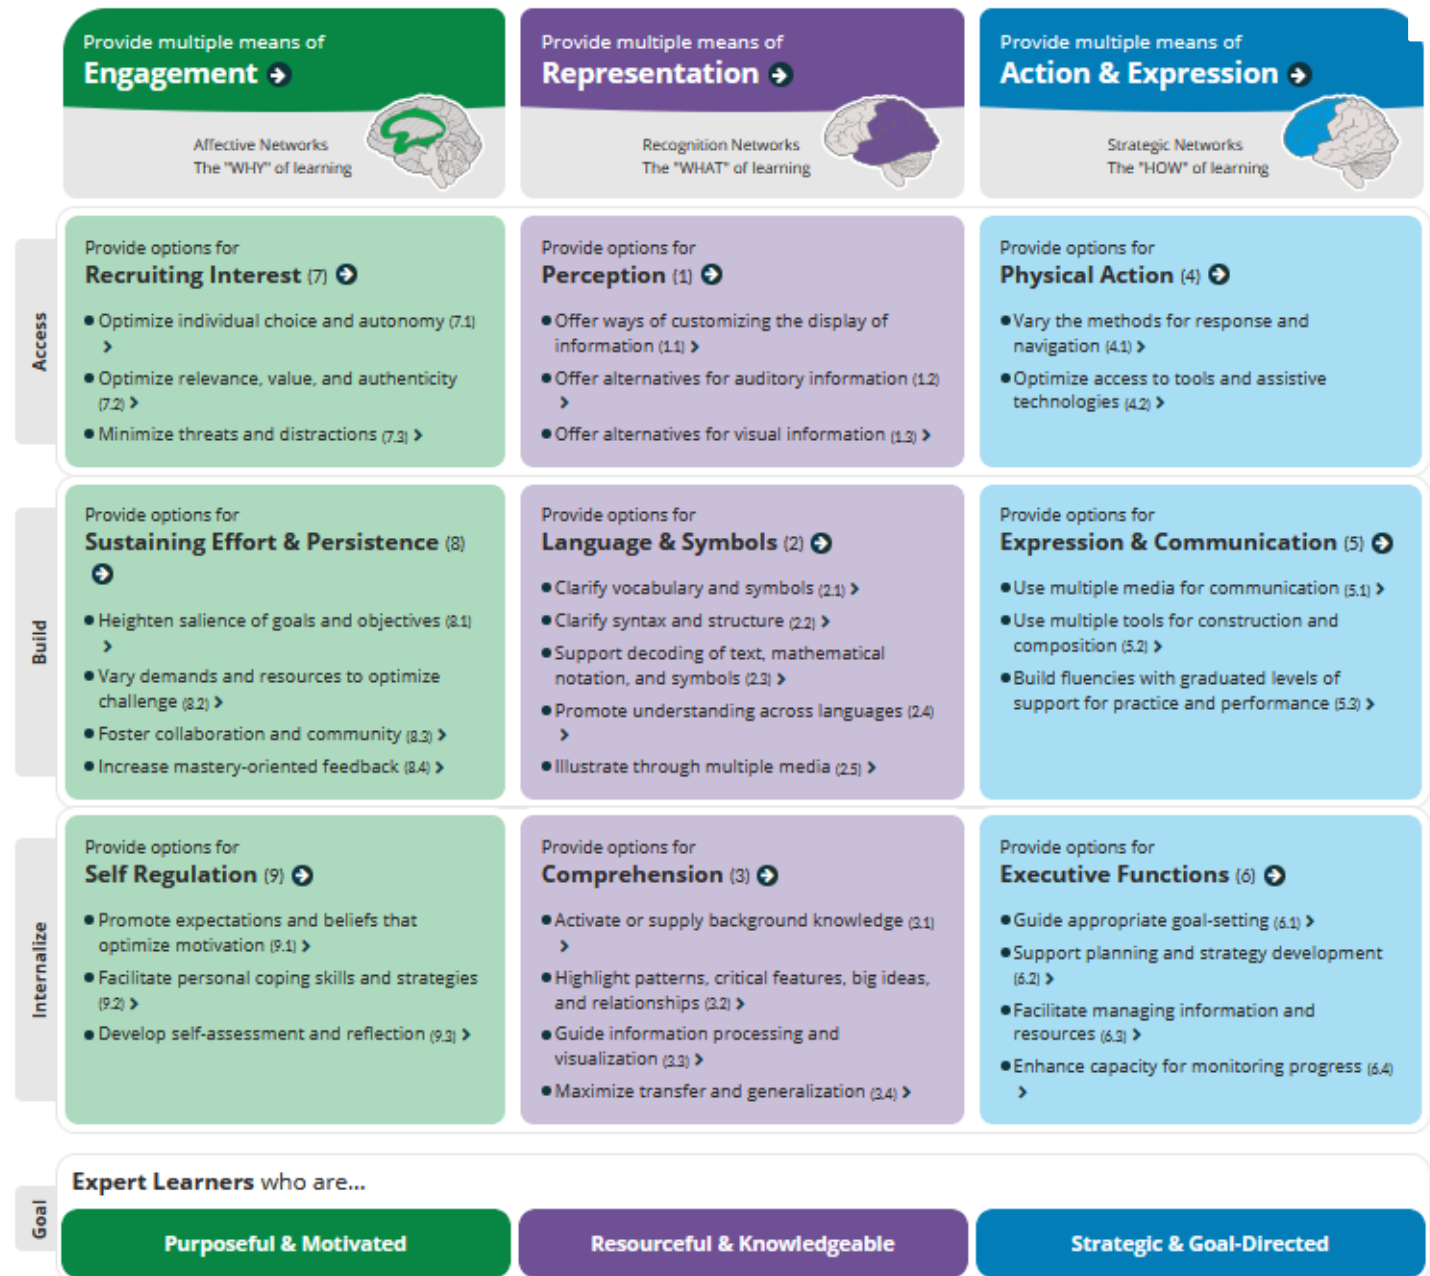 Provide multiple means of
Engagement
Affective Networks
The "WHY" of learning
Provide multiple means of
Representation
Recognition Networks
The "WHAT" of learning
Provide multiple means of
Action & Expression
Strategic Networks
The "HOW" of learning
Access
Provide options for
Recruiting Interest (7)
Optimize individual choice and autonomy (7.1)
Optimize relevance, value, and authenticity
(7.2)
Minimize threats and distractions (7.3)
Provide options for
Perception (1)
Offer ways of customizing the display of
information (1.1)
Offer alternatives for auditory information (1.2)
Offer alternatives for visual information (1.3)
Provide options for
Physical Action (4)
Vary the methods for response and
navigation (4.1)
Optimize access to tools and assistive
technologies (4.2)
Build
Provide options for
Sustaining Effort & Persistence (8)
Heighten salience of goals and objectives (8.1)
Vary demands and resources to optimize
challenge (8.2)
Foster collaboration and community (8.3)
Increase mastery-oriented feedback (8.4)
Provide options for
Language & Symbols (2)
Clarify vocabulary and symbols (2.1)
Clarify syntax and structure (2.2)
Support decoding of text, mathematical
notation, and symbols (2.3)
Promote understanding across languages (2.4)
Illustrate through multiple media (2.5)
Provide options for
Expression & Communication (5)
Use multiple media for communication (5.1)
Use multiple tools for construction and
composition (5.2)
Build fluencies with graduated levels of
support for practice and performance (5.3)
Internalize
Provide options for
Self Regulation (9)
Promote expectations and beliefs that
optimize motivation (9.1)
Facilitate personal coping skills and strategies
(9.2)
Develop self-assessment and reflection (9.3)
Provide options for
Comprehension (3)
Activate or supply background knowledge (3.1)
Highlight patterns, critical features, big ideas,
and relationships (3.2)
Guide information processing and
visualization (3.3)
Maximize transfer and generalization (3.4)
Provide options for
Executive Functions (6)
Guide appropriate goal-setting (6.1)
Support planning and strategy development
(6.2)
Facilitate managing information and
resources (6.3)
Enhance capacity for monitoring progress (6.4)
Goal
Expert Learners who are...
Purposeful & Motivated
Resourceful & Knowledgeable
Strategic & Goal-Directed